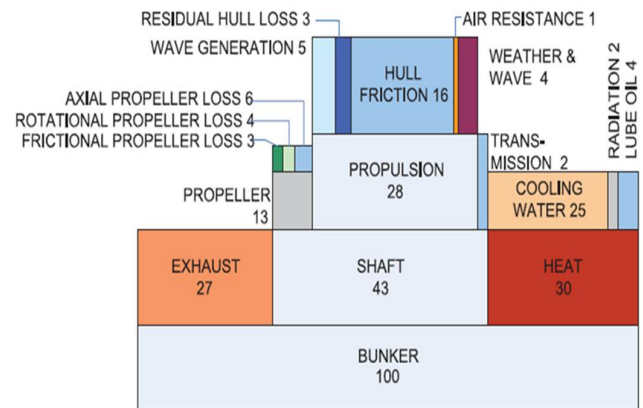 RESIDUAL HULL LOSS 3
AIR RESISTANCE 1
WAVE GENERATION 5
WEATHER &
WAVE 4
HULL
FRICTION 16
RADIATION 2
LUBE OIL 4
AXIAL PROPELLER LOSS 6
ROTATIONAL PROPELLER LOSS 4
FRICTIONAL PROPELLER LOSS 3
TRANS-
MISSION 2
PROPULSION
28
PROPELLER
13
COOLING
WATER 25
EXHAUST
27
SHAFT
43
HEAT
30
BUNKER
100